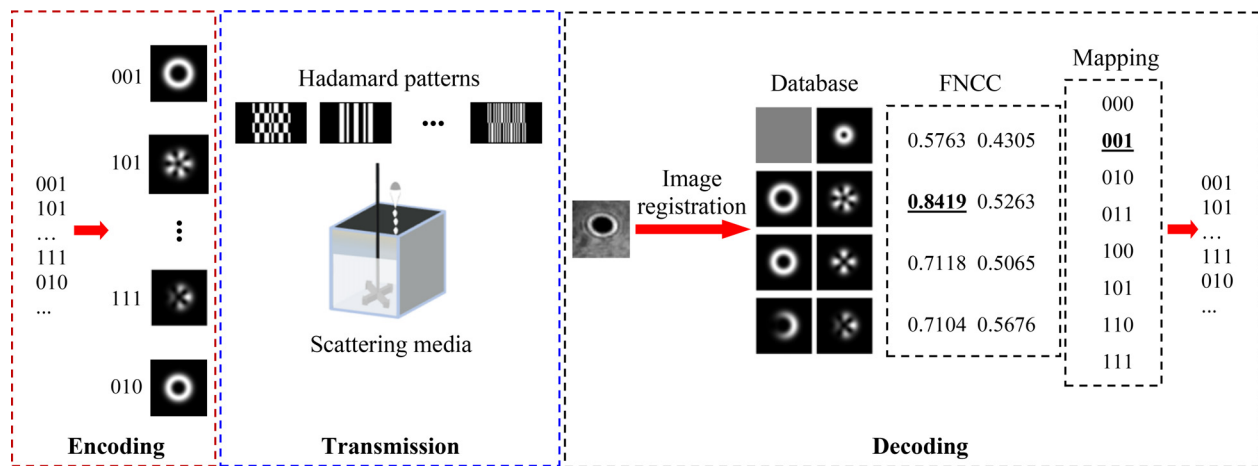 001
101
...
111
010
...
001
101
111
010
Encoding
Hadamard patterns
...
Scattering media
Transmission
Image
registration
Database
FNCC
0.5763 0.4305
0.8419 0.5263
0.7118 0.5065
0.7104 0.5676
Mapping
000
001
010
011
100
101
110
111
001
101
...
111
010
...
Decoding